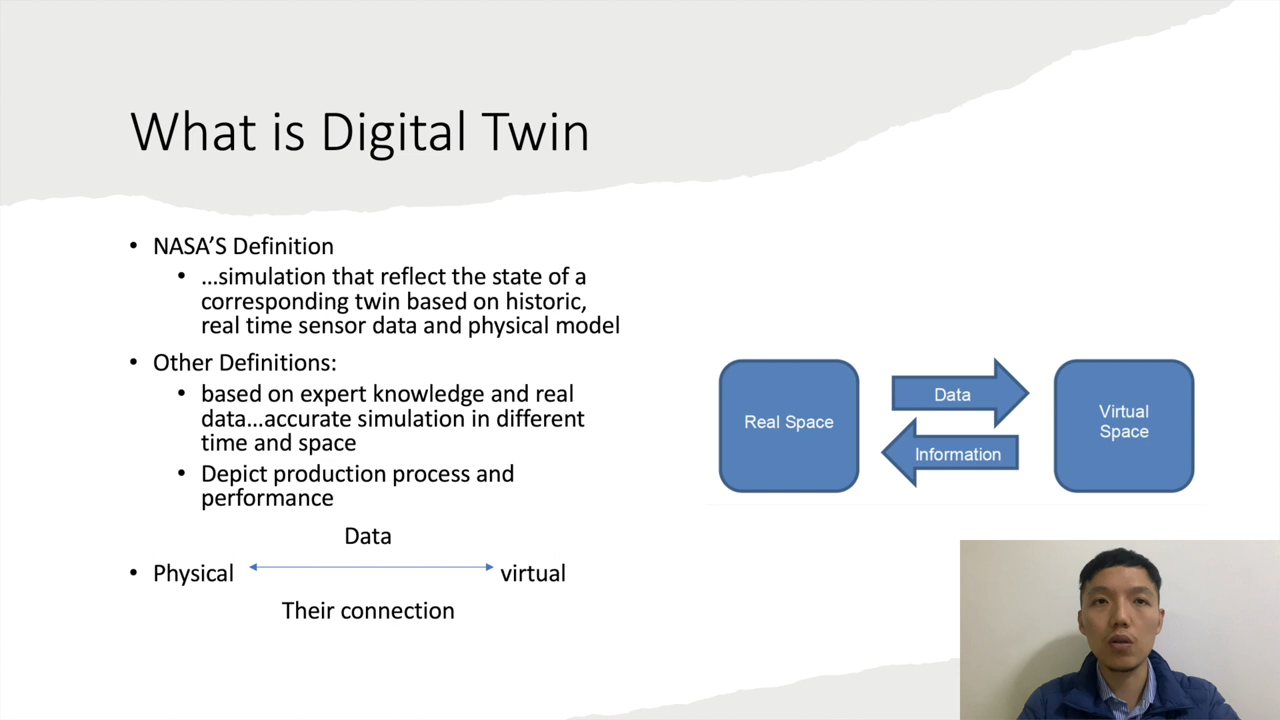 What is Digital Twin
• NASA’S Definition
• …simulation that reflect the state of a
corresponding twin based on historic,
real time sensor data and physical model
• Other Definitions:
• based on expert knowledge and real
data…accurate simulation in different
time and space
• Depict production process and
performance
Data
• Physical virtual
Their connection
Real Space
Data
Information
Virtual
Space